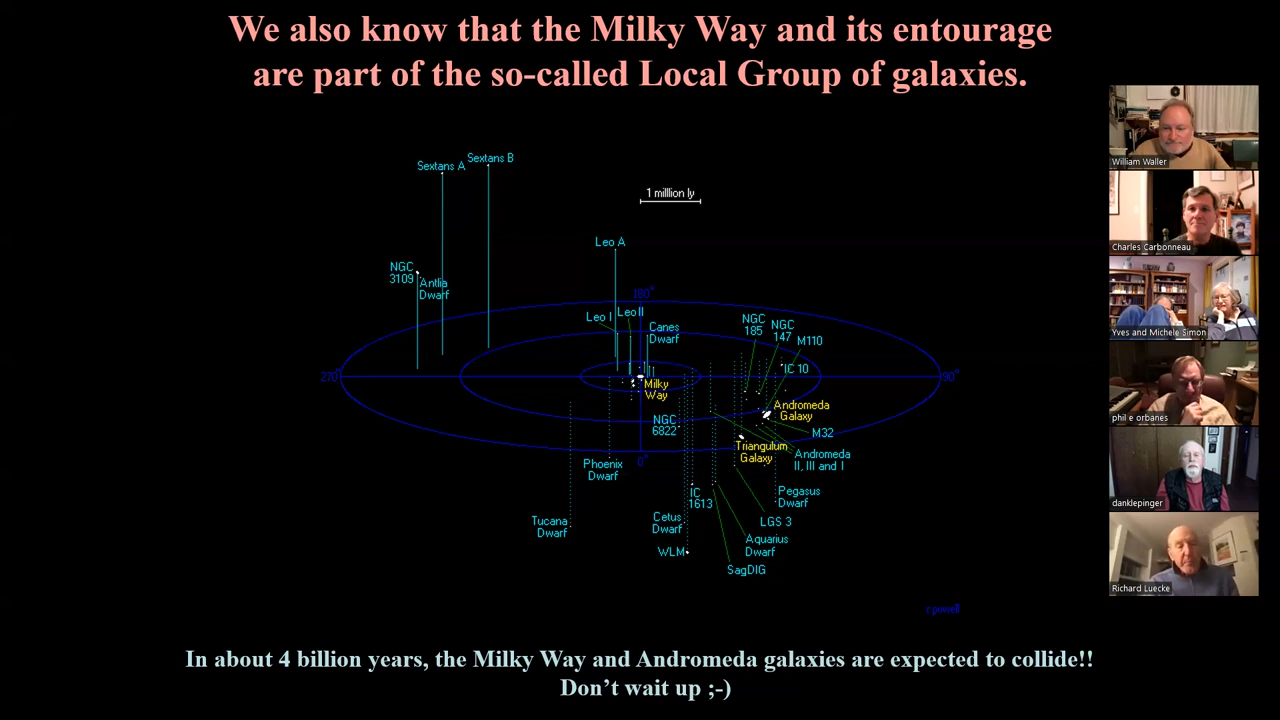 We also know that the Milky Way and its entourage
are part of the so-called Local Group of galaxies.
William Waller
Charles Carbonneau
Yves and Michele Simon
phil e orbanes
danklepinger
Richard Luecke
Sextans A
Sextans B
1 milllion ly
Leo A
NGC
3109
Antlia
Dwarf
180°
Leo I
Leo II
Canes
Dwarf
NGC
185
NGC
147
M110
IC 10
270°
90°
Milky
Way
Andromeda
Galaxy
NGC
6822
M32
Triangulum
Galaxy
Andromeda
II, III and I
0°
Phoenix
Dwarf
IC
1613
Pegasus
Dwarf
Tucana
Dwarf
Cetus
Dwarf
LGS 3
WLM
Aquarius
Dwarf
SagDIG
r.powell
In about 4 billion years, the Milky Way and Andromeda galaxies are expected to collide!!
Don’t wait up ;-)